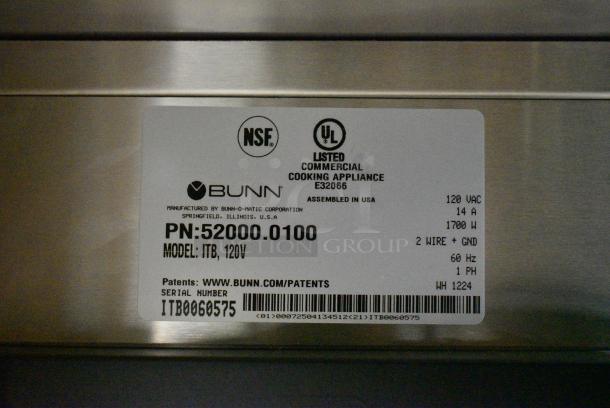 NSF
UL
LISTED
COMMERCIAL
COOKING APPLIANCE
E32066
BUNN
ASSEMBLED IN USA
MANUFACTURED BY BUNN-O-MATIC CORPORATION
SPRINGFIELD, ILLINOIS, U.S.A
PN:52000.0100
MODEL: ITB, 120V
120 VAC
14 A
1700 W
2 WIRE + GND
60 Hz
1 PH
WH 1224
AUCTION GROUP
Patents: WWW.BUNN.COM/PATENTS
SERIAL NUMBER
ITB0060575
(01)00072504134512(21)ITB0060575